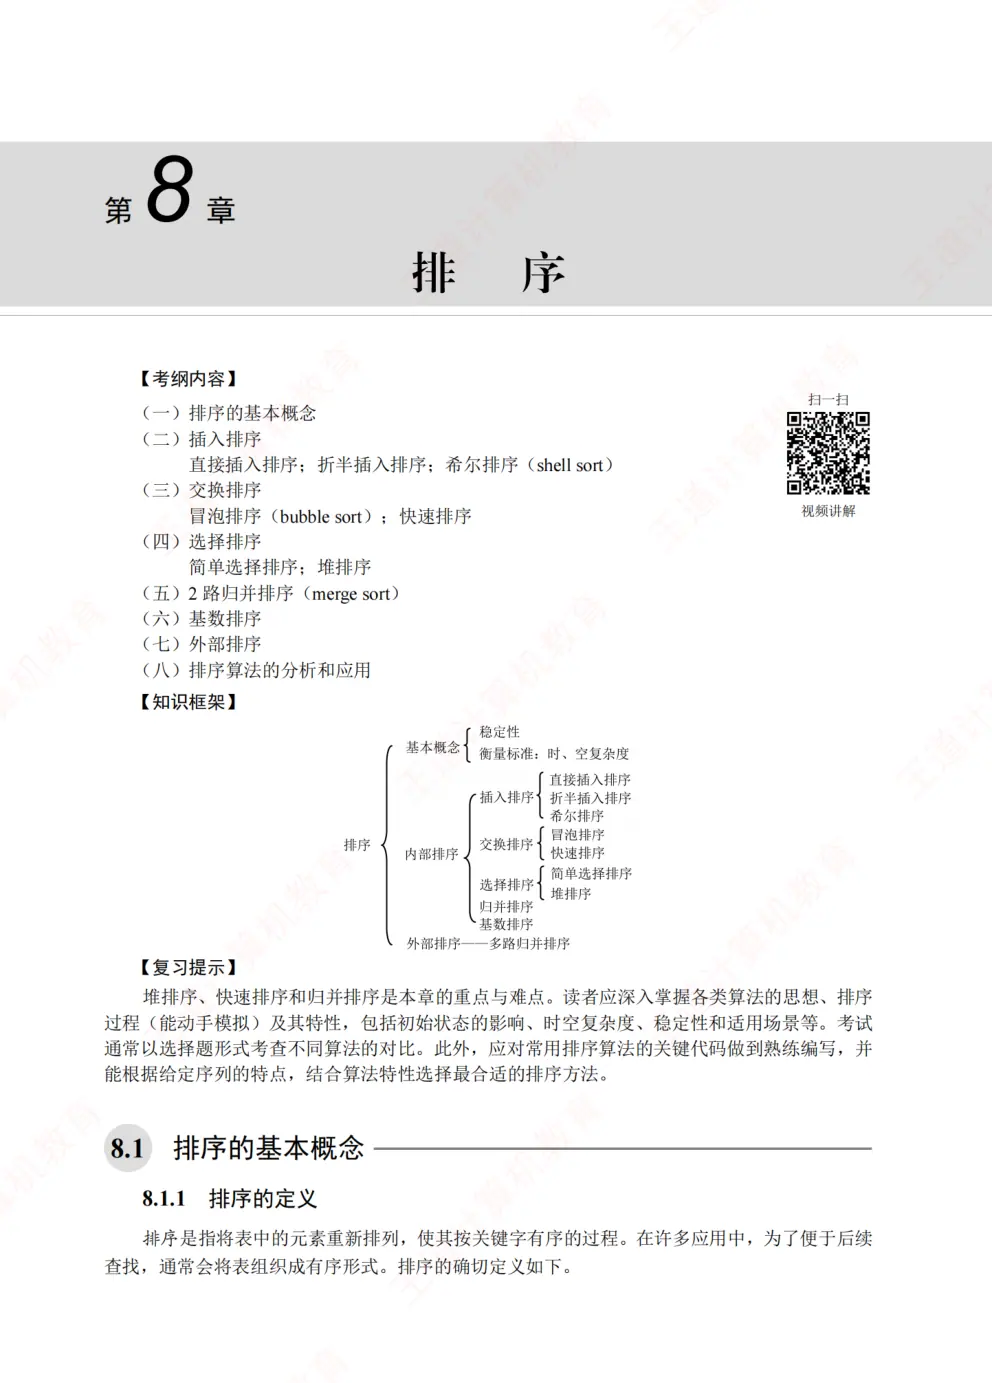 第8章
排 序
【考纲内容】
扫一扫
（一）排序的基本概念
（二）插入排序
直接插入排序；折半插入排序；希尔排序（shell sort）
（三）交换排序
视频讲解
冒泡排序（bubble sort）；快速排序
（四）选择排序
简单选择排序；堆排序
（五）2 路归并排序（merge sort）
（六）基数排序
（七）外部排序
（八）排序算法的分析和应用
【知识框架】
排序
基本概念
稳定性
衡量标准：时、空复杂度
内部排序
插入排序
直接插入排序
折半插入排序
希尔排序
交换排序
冒泡排序
快速排序
选择排序
简单选择排序
堆排序
归并排序
基数排序
外部排序——多路归并排序
【复习提示】
堆排序、快速排序和归并排序是本章的重点与难点。读者应深入掌握各类算法的思想、排序
过程（能动手模拟）及其特性，包括初始状态的影响、时空复杂度、稳定性和适用场景等。考试
通常以选择题形式考查不同算法的对比。此外，应对常用排序算法的关键代码做到熟练编写，并
能根据给定序列的特点，结合算法特性选择最合适的排序方法。
8.1 排序的基本概念
8.1.1 排序的定义
排序是指将表中的元素重新排列，使其按关键字有序的过程。在许多应用中，为了便于后续
查找，通常会将表组织成有序形式。排序的确切定义如下。
王道计算机教育